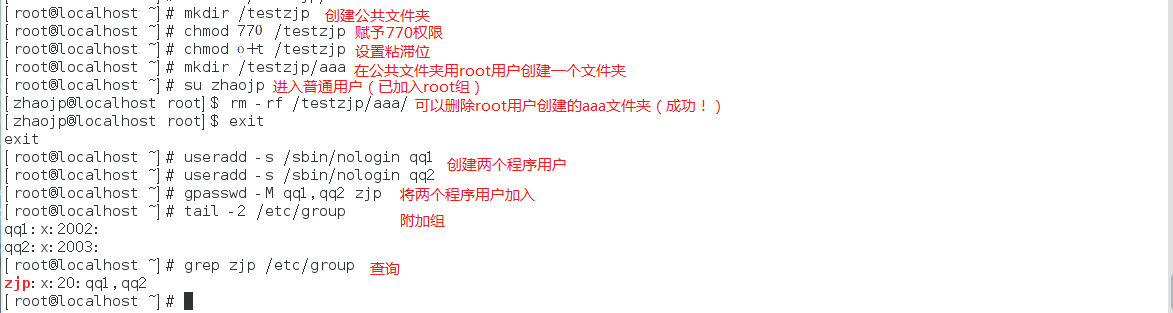 [root@localhost ~]# mkdir /testzjp 创建公共文件夹
[root@localhost ~]# chmod 770 /testzjp 赋予770权限
[root@localhost ~]# chmod o+t /testzjp 设置粘滞位
[root@localhost ~]# mkdir /testzjp/aaa 在公共文件夹用root用户创建一个文件夹
[root@localhost ~]# su zhaojp 进入普通用户（已加入root组）
[zhaojp@localhost root]$ rm -rf /testzjp/aaa/ 可以删除root用户创建的aaa文件夹（成功！）
[zhaojp@localhost root]$ exit
exit
[root@localhost ~]# useradd -s /sbin/nologin qq1 创建两个程序用户
[root@localhost ~]# useradd -s /sbin/nologin qq2
[root@localhost ~]# gpasswd -M qq1,qq2 zjp 将两个程序用户加入
[root@localhost ~]# tail -2 /etc/group 附加组
qq1:x:2002:
qq2:x:2003:
[root@localhost ~]# grep zjp /etc/group 查询
zjp:x:20:qq1,qq2
[root@localhost ~]#